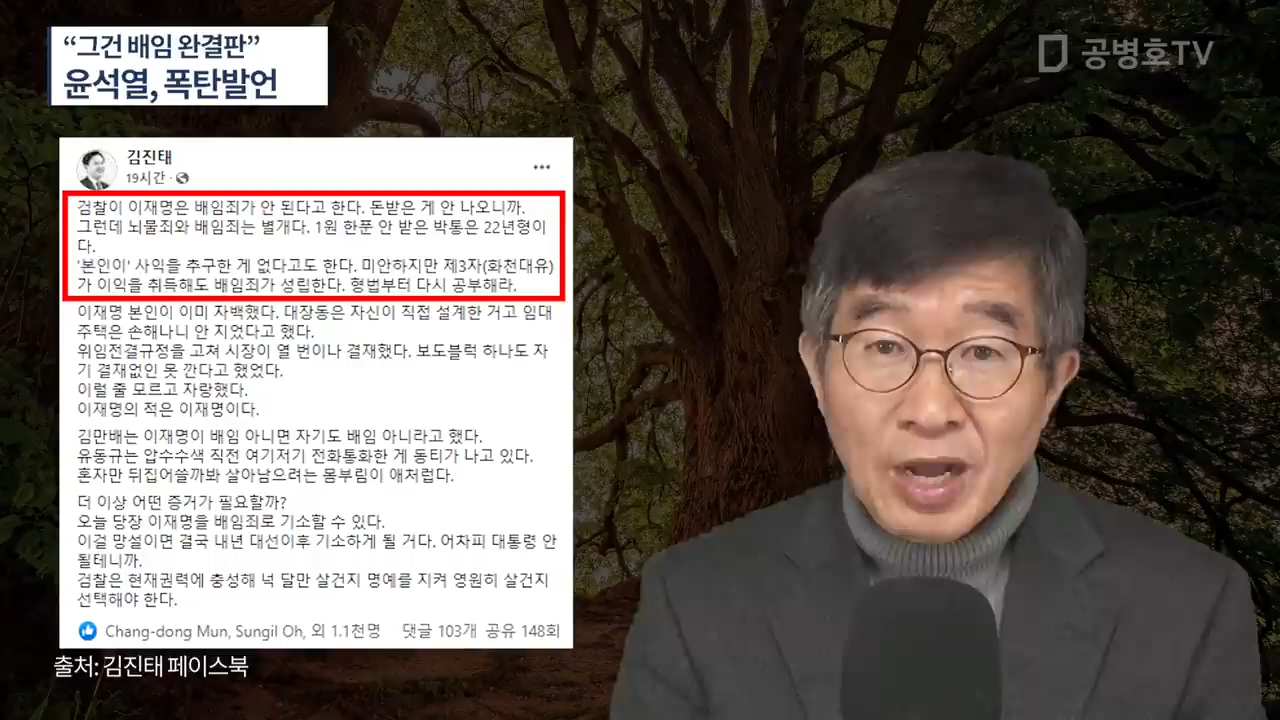 “그건 배임 완결판”
윤석열, 폭탄발언
공병호TV
김진태
19시간 ·
검찰이 이재명은 배임죄가 안 된다고 한다. 돈받은 게 안 나오니까.
그런데 뇌물죄와 배임죄는 별개다. 1원 한푼 안 받은 박통은 22년형이
다.
'본인이' 사익을 추구한 게 없다고도 한다. 미안하지만 제3자(화천대유)
가 이익을 취득해도 배임죄가 성립한다. 형법부터 다시 공부해라.
이재명 본인이 이미 자백했다. 대장동은 자신이 직접 설계한 거고 임대
주택은 손해나니 안 지었다고 했다.
위임전결규정을 고쳐 시장이 열 번이나 결재했다. 보도블럭 하나도 자
기 결재없인 못 깐다고 했었다.
이럴 줄 모르고 자랑했다.
이재명의 적은 이재명이다.
김만배는 이재명이 배임 아니면 자기도 배임 아니라고 했다.
유동규는 압수수색 직전 여기저기 전화통화한 게 동티가 나고 있다.
혼자만 뒤집어쓸까봐 살아남으려는 몸부림이 애처럽다.
더 이상 어떤 증거가 필요할까?
오늘 당장 이재명을 배임죄로 기소할 수 있다.
이걸 망설이면 결국 내년 대선이후 기소하게 될 거다. 어차피 대통령 안
될테니까.
검찰은 현재권력에 충성해 넉 달만 살건지 명예를 지켜 영원히 살건지
선택해야 한다.
Chang-dong Mun, Sungil Oh, 외 1.1천명 댓글 103개 공유 148회
출처: 김진태 페이스북